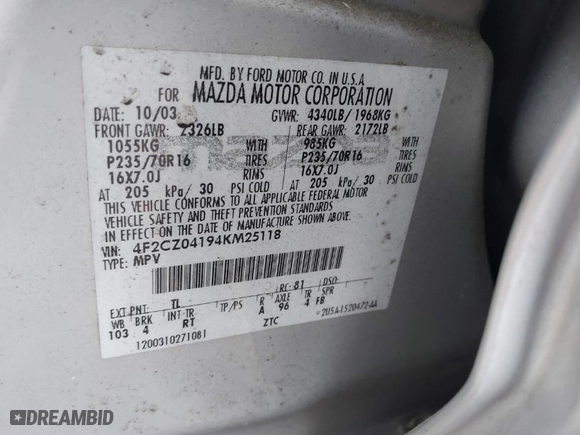 MFD. BY FORD MOTOR CO. IN U.S.A.
FOR MAZDA MOTOR CORPORATION
DATE: 10/03 GVWR: 4340LB/ 1968KG
FRONT GAWR: 2326LB REAR GAWR: 2172LB
1055KG WITH 985KG WITH
P235/70R16 TIRES P235/70R16 TIRES
16X7.0J RIMS 16X7.0J RIMS
AT 205 kPa/ 30 PSI COLD AT 205 kPa/ 30 PSI COLD
THIS VEHICLE CONFORMS TO ALL APPLICABLE FEDERAL MOTOR
VEHICLE SAFETY AND THEFT PREVENTION STANDARDS
IN EFFECT ON THE DATE OF MANUFACTURE SHOWN ABOVE.
VIN: 4F2CZ04194KM25118
TYPE: MPV
RC: 81 DSO:
EXT PNT: TL
WB BRK INT TR TP/PS R AXLE TR SPR
103 4 RT A 96 4 FB
ZTC
1200310271081
DREAMBID